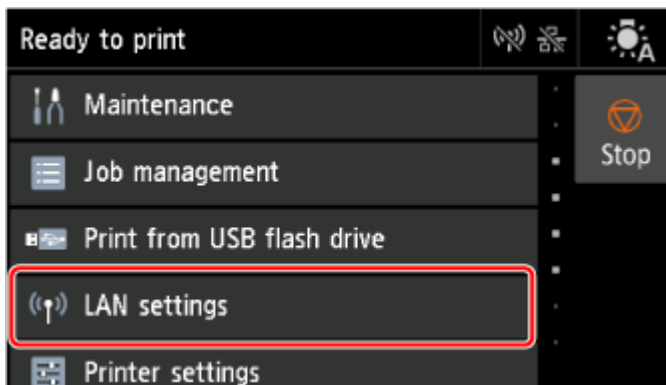 Ready to print
A
Maintenance
Stop
Job management
Print from USB flash drive
LAN settings
Printer settings